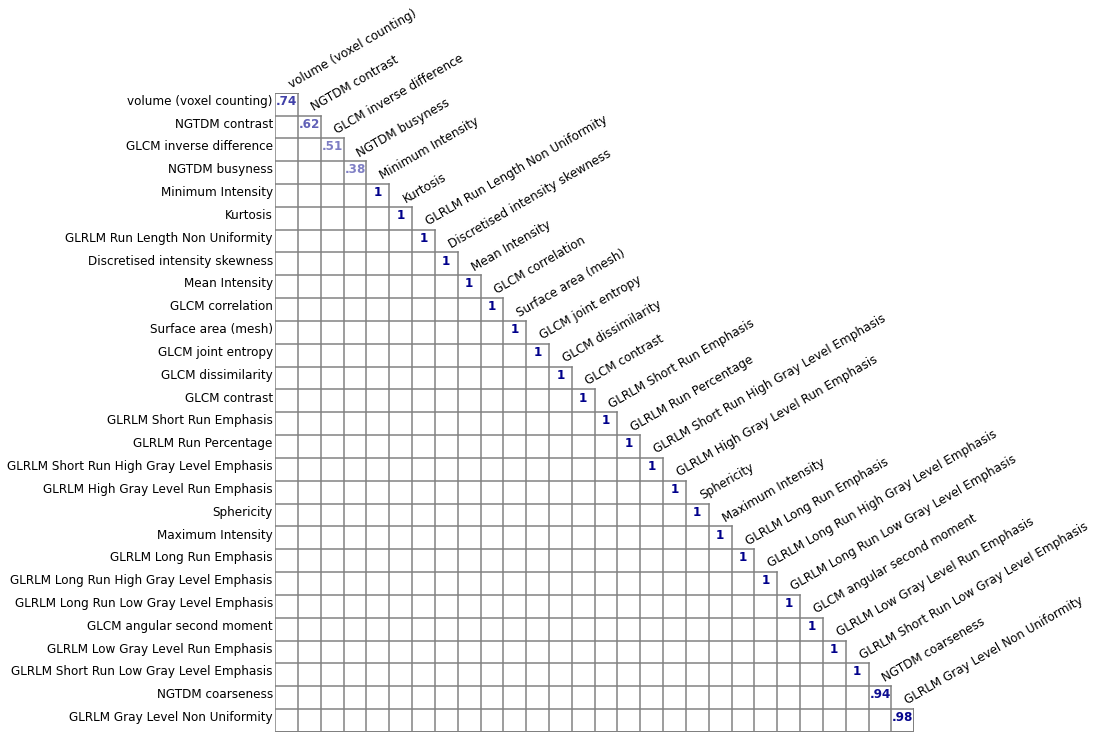 volume (voxel counting)
NGTDM contrast
GLCM inverse difference
NGTDM busyness
Minimum Intensity
Kurtosis
GLRLM Run Length Non Uniformity
Discretised intensity skewness
Mean Intensity
GLCM correlation
Surface area (mesh)
GLCM joint entropy
GLCM dissimilarity
GLCM contrast
GLRLM Short Run Emphasis
GLRLM Run Percentage
GLRLM Short Run High Gray Level Emphasis
GLRLM High Gray Level Run Emphasis
Sphericity
Maximum Intensity
GLRLM Long Run Emphasis
GLRLM Long Run High Gray Level Emphasis
GLRLM Long Run Low Gray Level Emphasis
GLCM angular second moment
GLRLM Low Gray Level Run Emphasis
GLRLM Short Run Low Gray Level Emphasis
NGTDM coarseness
GLRLM Gray Level Non Uniformity
volume (voxel counting) .74
NGTDM contrast .62
GLCM inverse difference .51
NGTDM busyness .38
Minimum Intensity 1
Kurtosis 1
GLRLM Run Length Non Uniformity 1
Discretised intensity skewness 1
Mean Intensity 1
GLCM correlation 1
Surface area (mesh) 1
GLCM joint entropy 1
GLCM dissimilarity 1
GLCM contrast 1
GLRLM Short Run Emphasis 1
GLRLM Run Percentage 1
GLRLM Short Run High Gray Level Emphasis 1
GLRLM High Gray Level Run Emphasis 1
Sphericity 1
Maximum Intensity 1
GLRLM Long Run Emphasis 1
GLRLM Long Run High Gray Level Emphasis 1
GLRLM Long Run Low Gray Level Emphasis 1
GLCM angular second moment 1
GLRLM Low Gray Level Run Emphasis 1
GLRLM Short Run Low Gray Level Emphasis 1
NGTDM coarseness .94
GLRLM Gray Level Non Uniformity .98